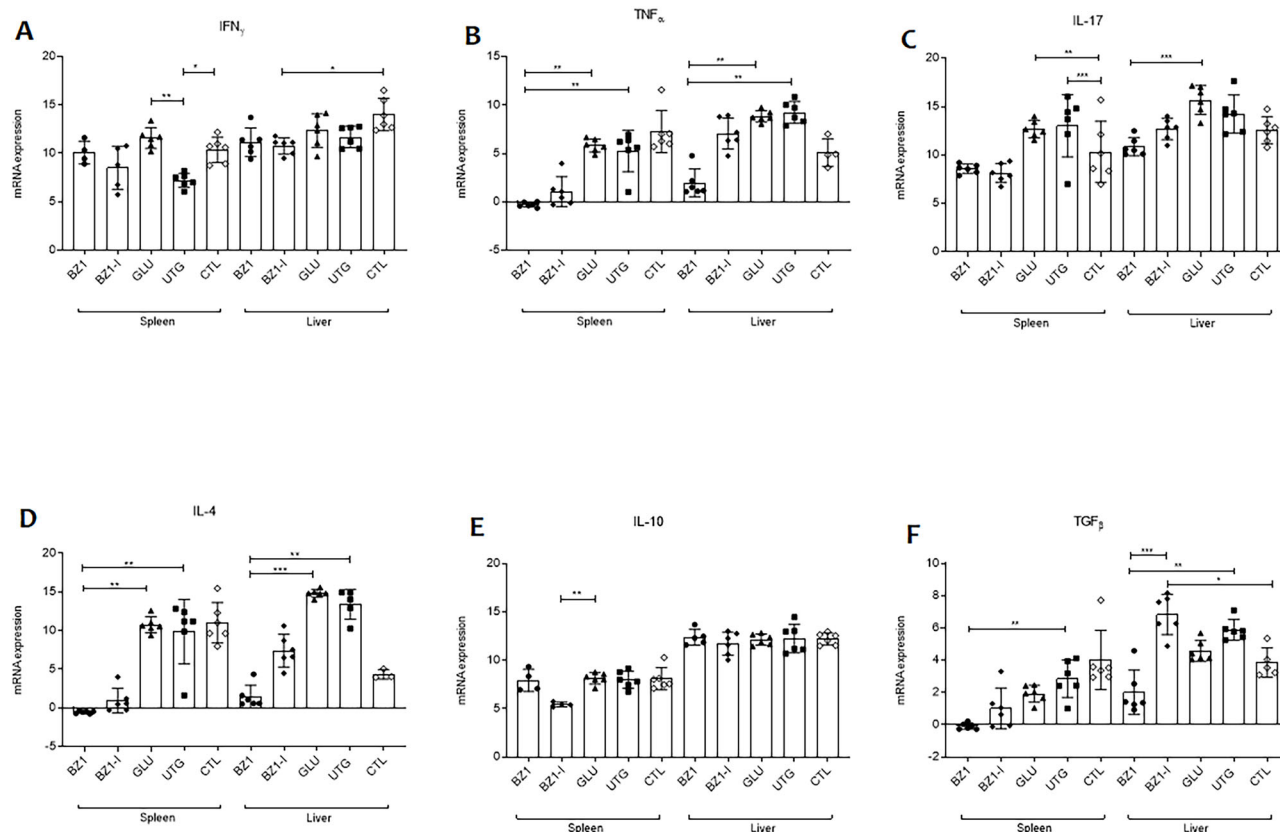 A
IFNγ
mRNA expression
20
15
10
5
0
** * *
BZ1 BZ1-I GLU UTG CTL BZ1 BZ1-I GLU UTG CTL
Spleen Liver
B
TNFα
mRNA expression
15
10
5
0
-5
** ** ** **
BZ1 BZ1-I GLU UTG CTL BZ1 BZ1-I GLU UTG CTL
Spleen Liver
C
IL-17
mRNA expression
20
15
10
5
0
** *** ***
BZ1 BZ1-I GLU UTG CTL BZ1 BZ1-I GLU UTG CTL
Spleen Liver
D
IL-4
mRNA expression
20
15
10
5
0
-5
** ** ** ***
BZ1 BZ1-I GLU UTG CTL BZ1 BZ1-I GLU UTG CTL
Spleen Liver
E
IL-10
mRNA expression
20
15
10
5
0
**
BZ1 BZ1-I GLU UTG CTL BZ1 BZ1-I GLU UTG CTL
Spleen Liver
F
TGFβ
mRNA expression
10
8
6
4
2
0
-2
** *** ** *
BZ1 BZ1-I GLU UTG CTL BZ1 BZ1-I GLU UTG CTL
Spleen Liver